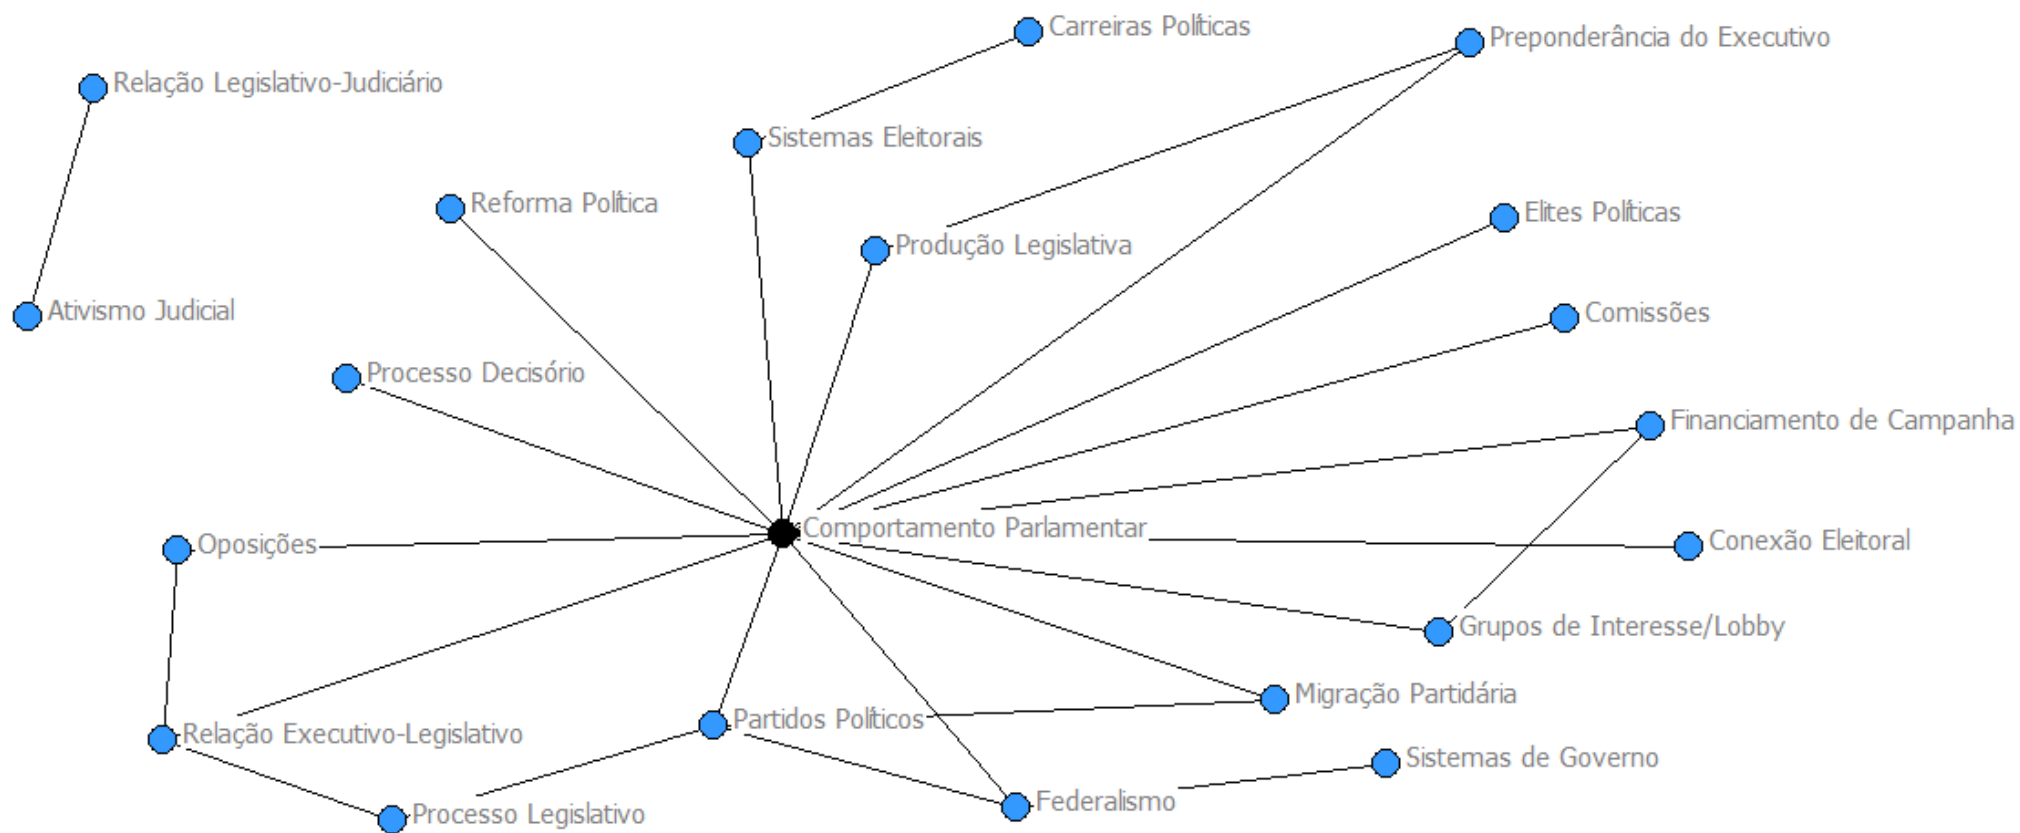 Carreiras Políticas
Preponderância do Executivo
Relação Legislativo-Judiciário
Sistemas Eleitorais
Reforma Política
Elites Políticas
Produção Legislativa
Ativismo Judicial
Comissões
Processo Decisório
Financiamento de Campanha
Comportamento Parlamentar
Oposições
Conexão Eleitoral
Grupos de Interesse/Lobby
Migração Partidária
Partidos Políticos
Relação Executivo-Legislativo
Sistemas de Governo
Federalismo
Processo Legislativo